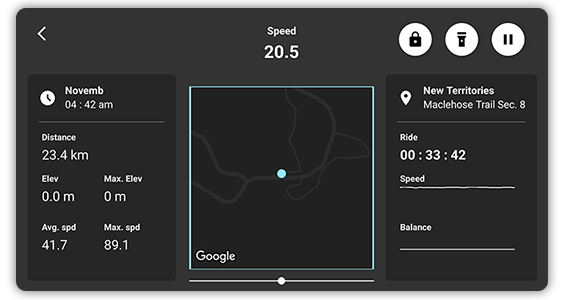 Speed
20.5
Novemb
04 : 42 am
Distance
23.4 km
Elev
Max. Elev
0.0 m
0 m
Avg. spd
Max. spd
41.7
89.1
Google
New Territories
Maclehose Trail Sec. 8
Ride
00 : 33 : 42
Speed
Balance